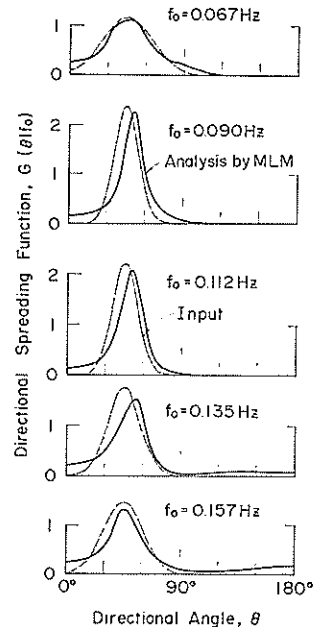 Directional Spreading Function, G (θ|f₀)
1
0
f₀=0.067Hz
2
1
0
f₀=0.090Hz
Analysis by MLM
2
1
0
f₀=0.112Hz
Input
1
0
f₀=0.135Hz
1
0
f₀=0.157Hz
0°
90°
180°
Directional Angle, θ